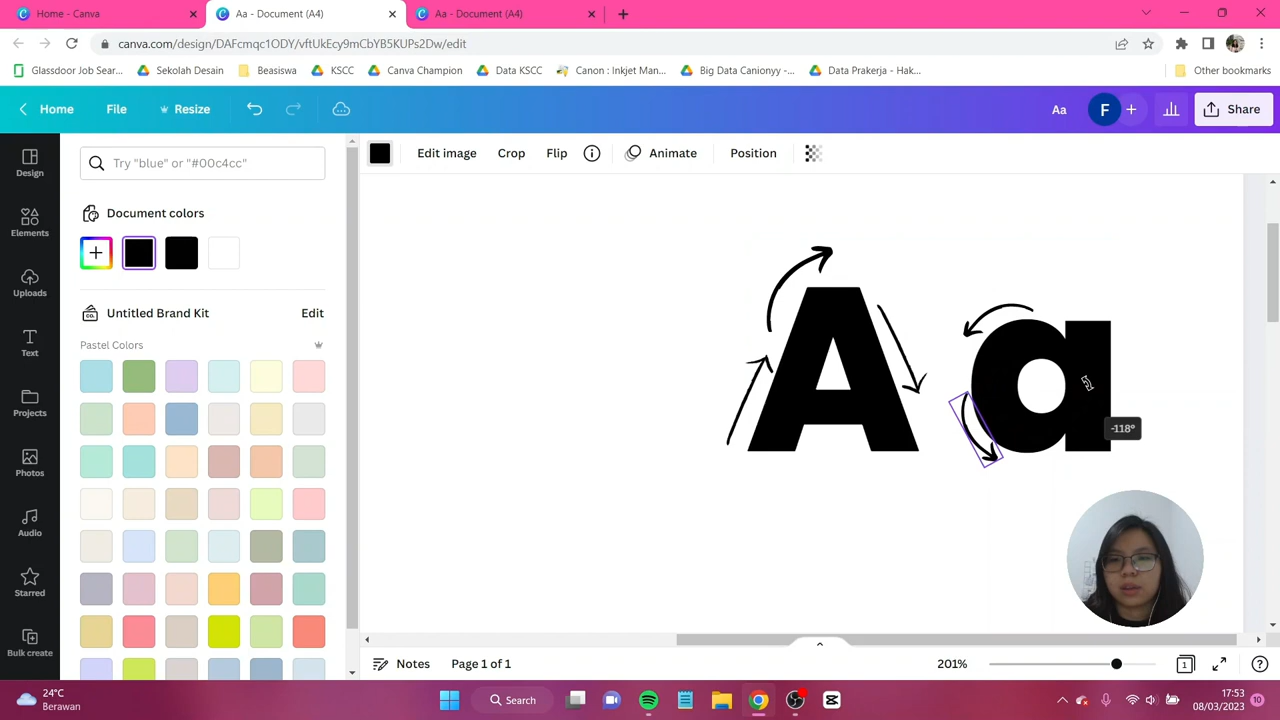 Home - Canva
Aa - Document (A4)
Aa - Document (A4)
canva.com/design/DAFcmqc1ODY/vftUkEcy9mCbYB5KUPs2Dw/edit
Glassdoor Job Sear...
Sekolah Desain
Beasiswa
KSCC
Canva Champion
Data KSCC
Canon : Inkjet Man...
Big Data Canionyy -...
Data Prakerja - Hak...
Other bookmarks
Home
File
Resize
Aa
F
Share
Design
Elements
Uploads
Text
Projects
Photos
Audio
Starred
Bulk create
Try "blue" or "#00c4cc"
Document colors
Untitled Brand Kit
Edit
Pastel Colors
Edit image
Crop
Flip
Animate
Position
A a
-118°
Notes
Page 1 of 1
201%
1
24°C
Berawan
Search
17:53
08/03/2023
10